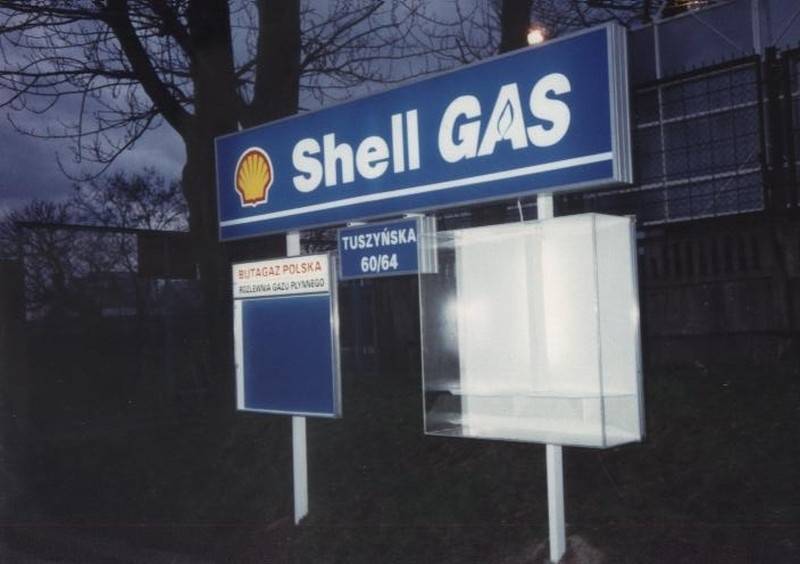 Shell GAS
TUSZYŃSKA
60/64
BUTAGAZ POLSKA
ROZLEWNIA GAZU PŁYNNEGO